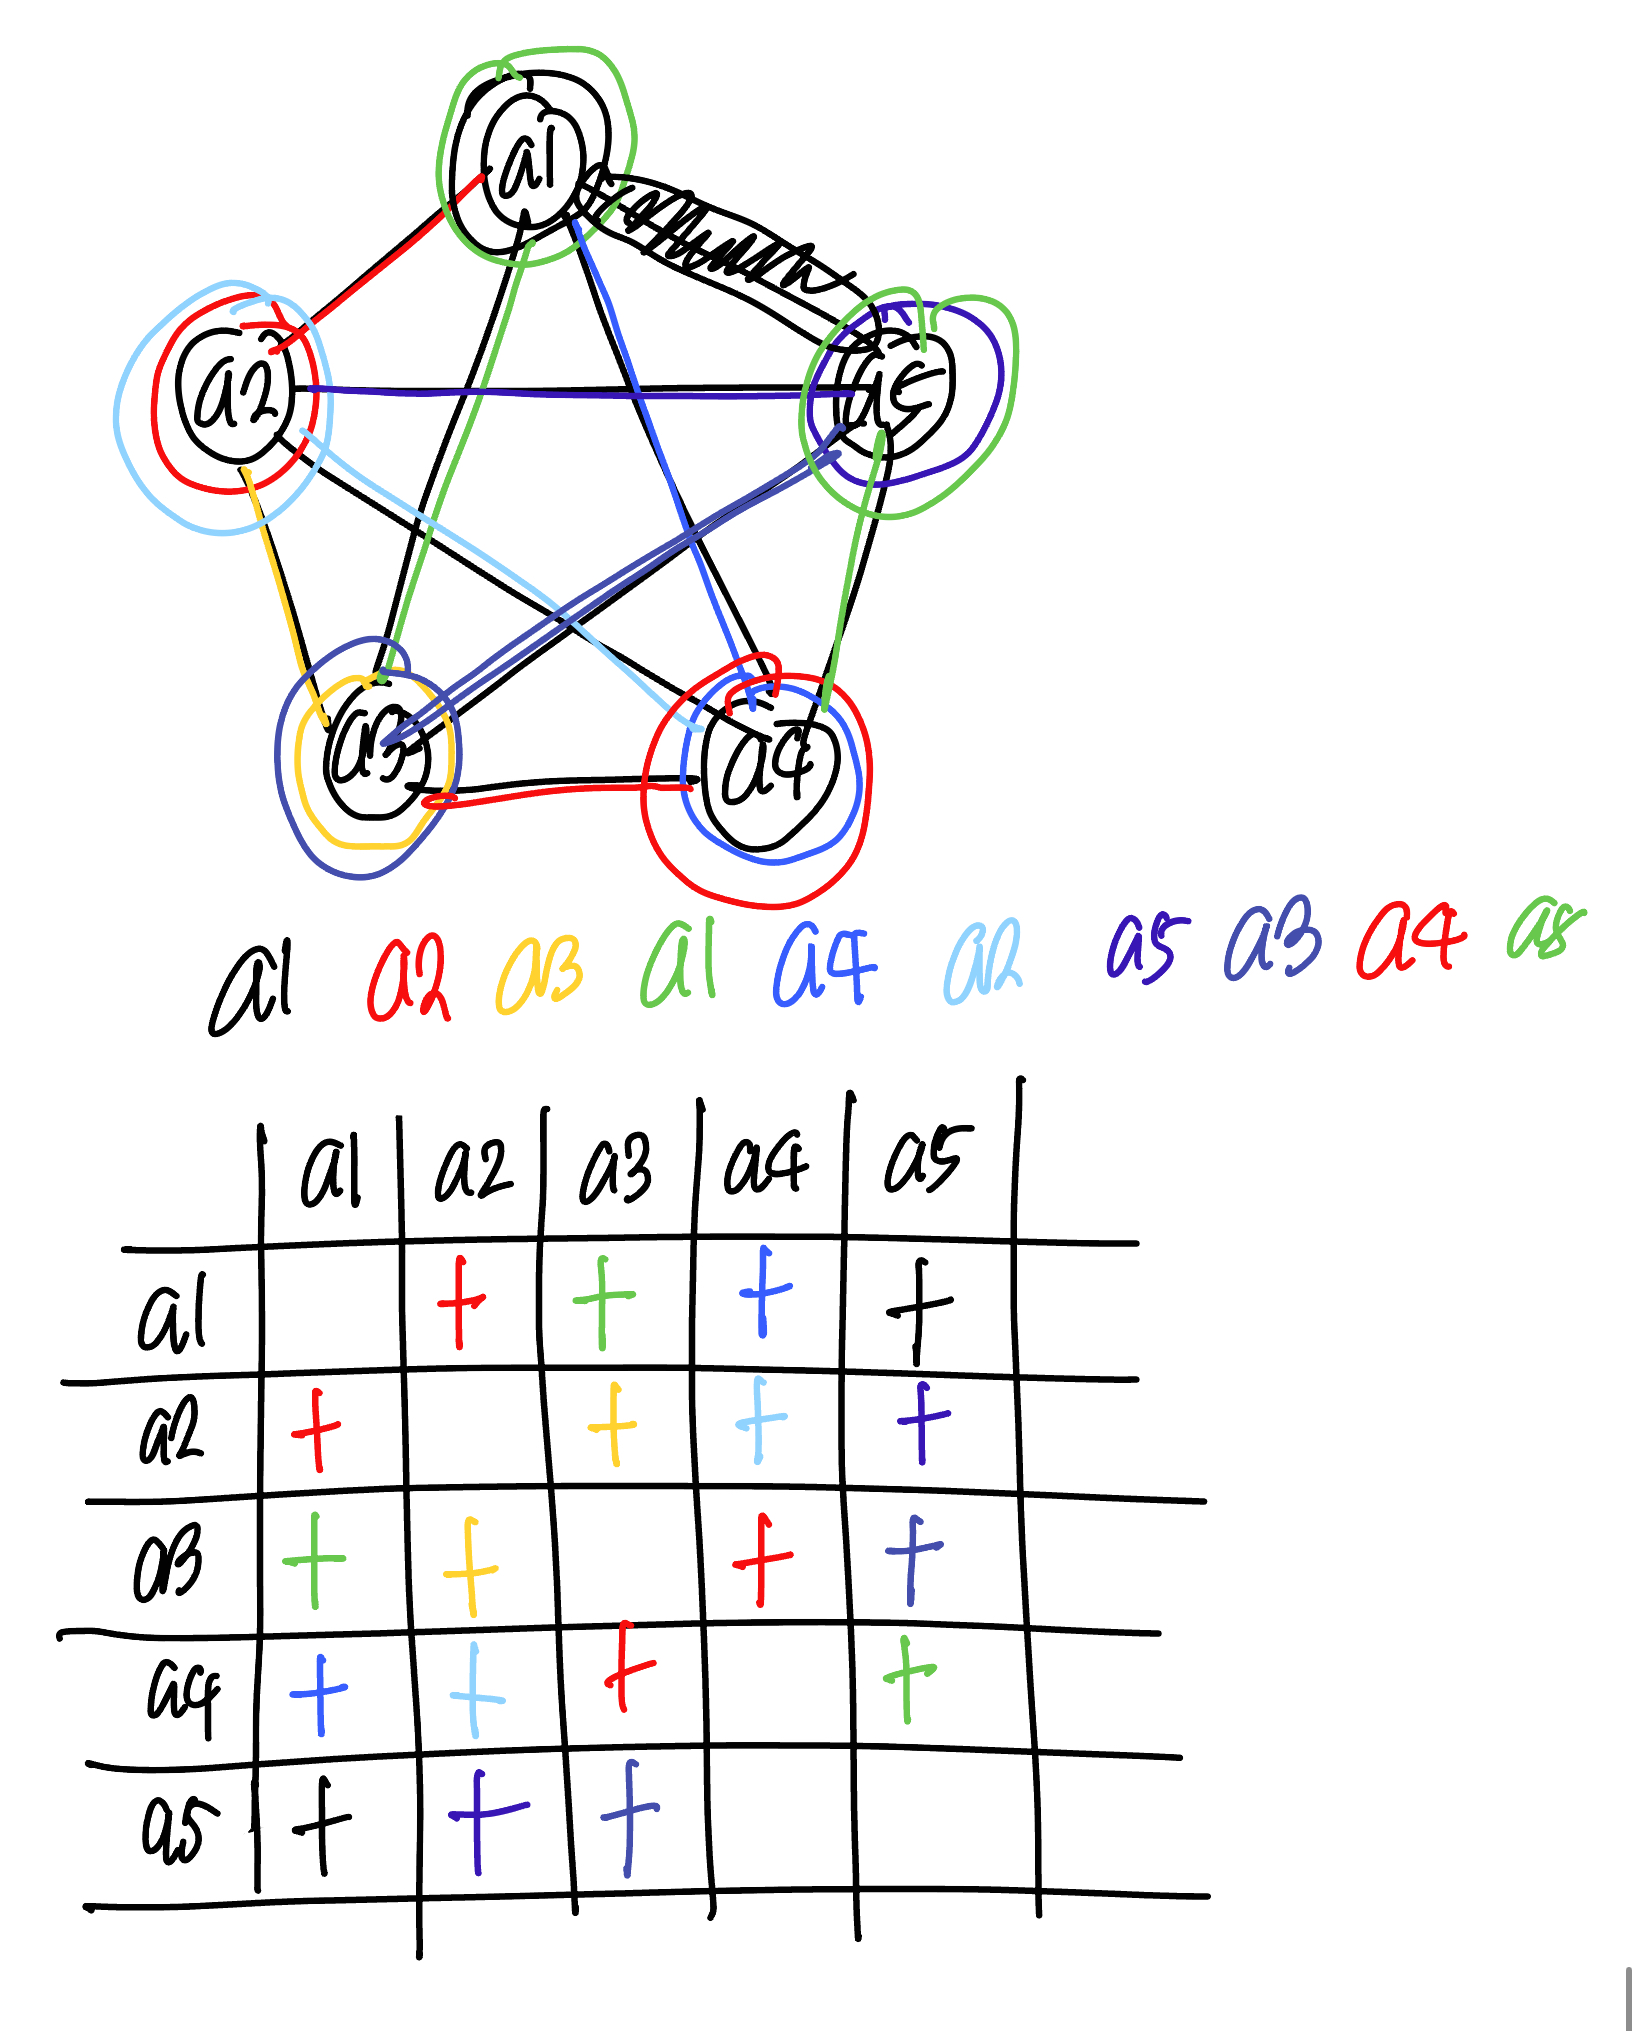 a1
a2 a5
a3 a4
a1 a2 a3 a1 a4 a2 a5 a3 a4 a5
a1 a2 a3 a4 a5
a1 + + + +
a2 + + + +
a3 + + + +
a4 + + + +
a5 + + +